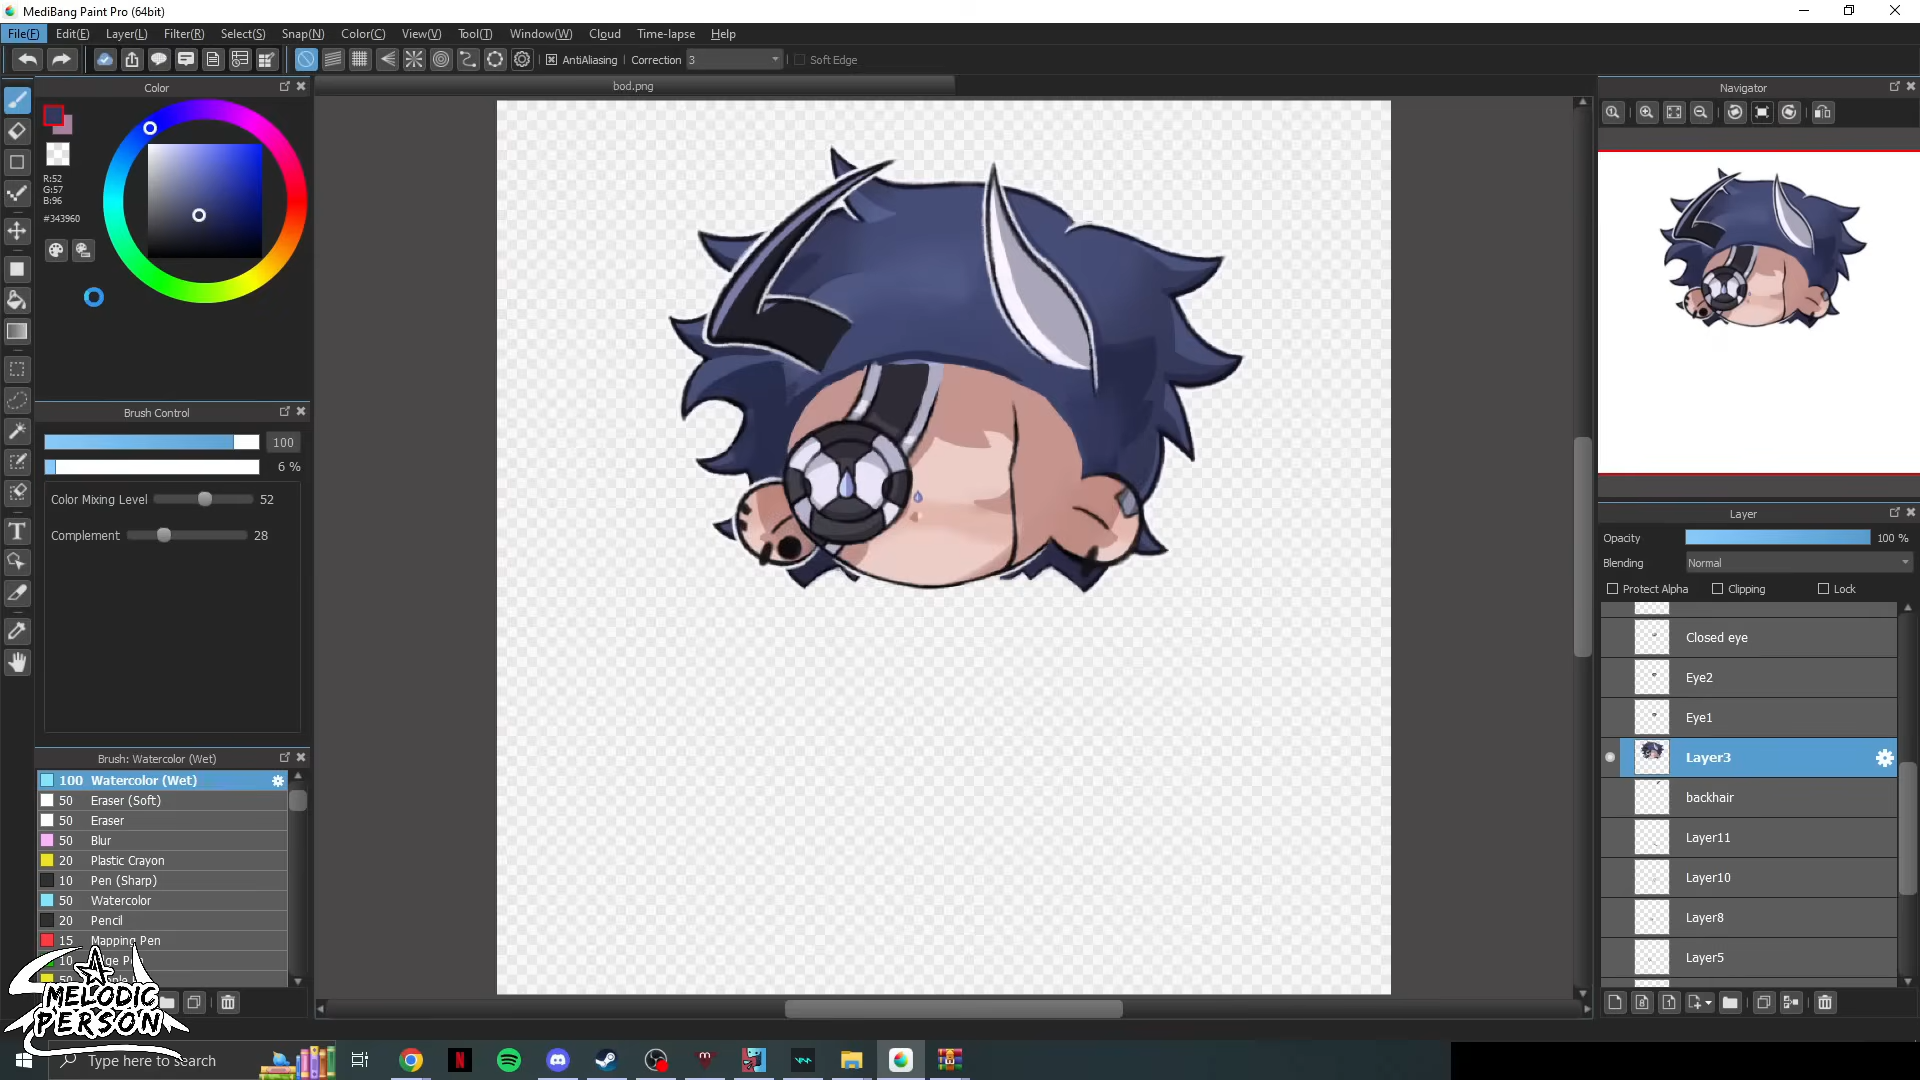 MediBang Paint Pro (64bit)
File(F) Edit(E) Layer(L) Filter(R) Select(S) Snap(N) Color(C) View(V) Tool(T) Window(W) Cloud Time-lapse Help
AntiAliasing Correction 3 Soft Edge
Color
bod.png
Navigator
R:52
G:57
B:96
#343960
Brush Control
100
6 %
Color Mixing Level 52
Complement 28
Layer
Opacity 100 %
Blending Normal
Protect Alpha Clipping Lock
Closed eye
Eye2
Eye1
Layer3
backhair
Layer11
Layer10
Layer8
Layer5
Brush: Watercolor (Wet)
100 Watercolor (Wet)
50 Eraser (Soft)
50 Eraser
50 Blur
20 Plastic Crayon
10 Pen (Sharp)
50 Watercolor
20 Pencil
15 Mapping Pen
10
50
MELODIC
PERSON
Type here to search